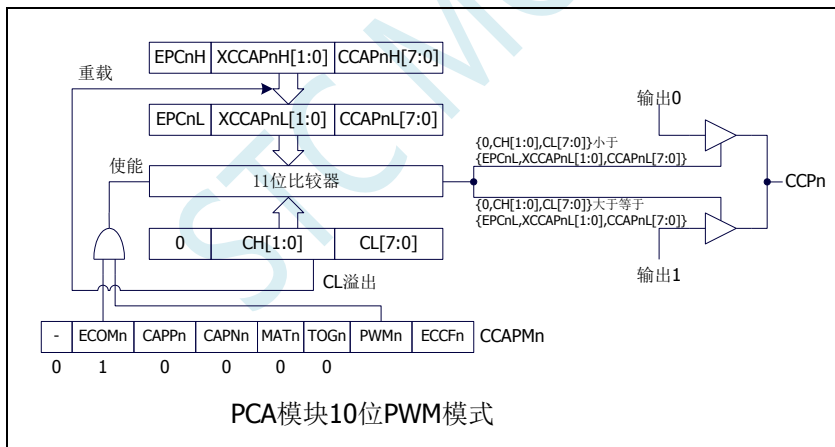 EPCnH XCCAPnH[1:0] CCAPnH[7:0]
重载
EPCnL XCCAPnL[1:0] CCAPnL[7:0]
使能
11位比较器
0 CH[1:0] CL[7:0]
CL溢出
{0,CH[1:0],CL[7:0]}小于
{EPCnL,XCCAPnL[1:0],CCAPnL[7:0]}
{0,CH[1:0],CL[7:0]}大于等于
{EPCnL,XCCAPnL[1:0],CCAPnL[7:0]}
输出0
CCPn
输出1
- ECOMn CAPPn CAPNn MATn TOGn PWMn ECCFn CCAPMn
0 1 0 0 0 0
PCA模块10位PWM模式
STC MCU